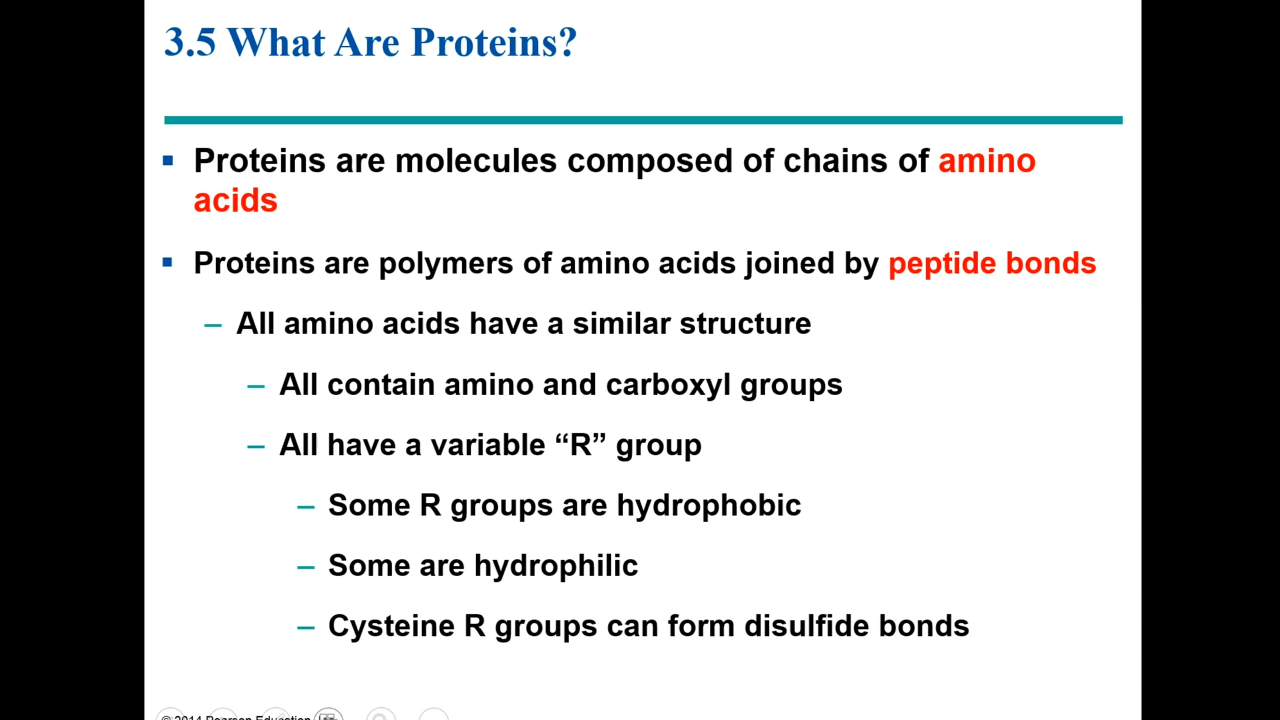 3.5 What Are Proteins?
▪ Proteins are molecules composed of chains of amino
acids
▪ Proteins are polymers of amino acids joined by peptide bonds
– All amino acids have a similar structure
– All contain amino and carboxyl groups
– All have a variable “R” group
– Some R groups are hydrophobic
– Some are hydrophilic
– Cysteine R groups can form disulfide bonds
© 2014 Pearson Education